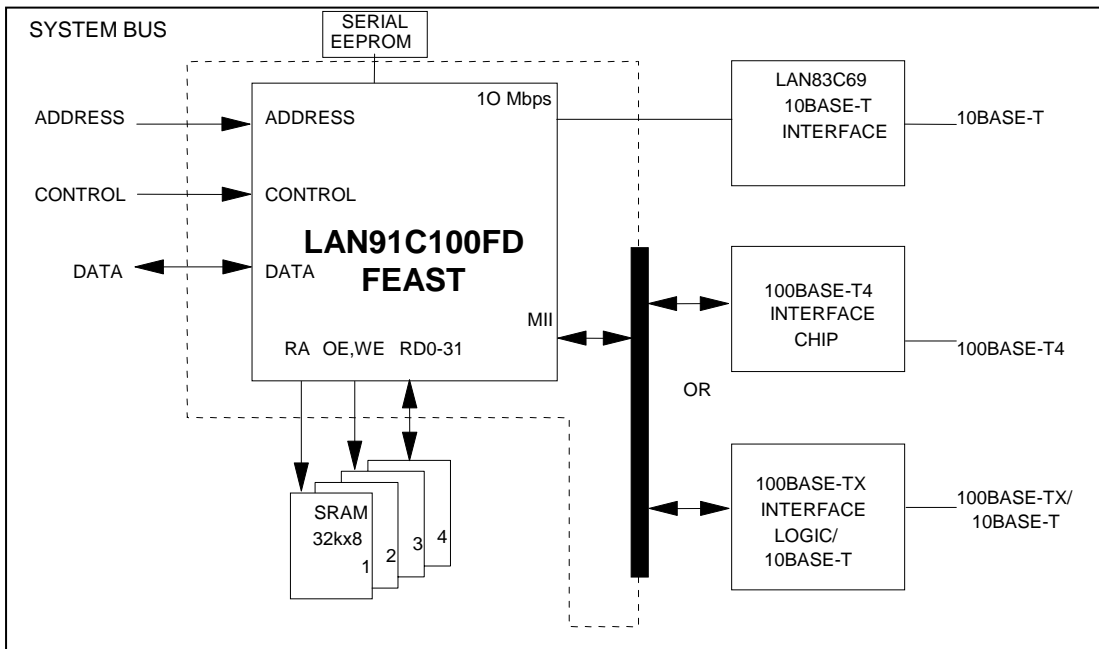 SYSTEM BUS
SERIAL
EEPROM
ADDRESS
CONTROL
DATA
ADDRESS
CONTROL
DATA
10 Mbps
LAN91C100FD
FEAST
MII
RA
OE,WE
RD0-31
SRAM
32kx8
1
2
3
4
LAN83C69
10BASE-T
INTERFACE
10BASE-T
100BASE-T4
INTERFACE
CHIP
100BASE-T4
OR
100BASE-TX
INTERFACE
LOGIC/
10BASE-T
100BASE-TX/
10BASE-T